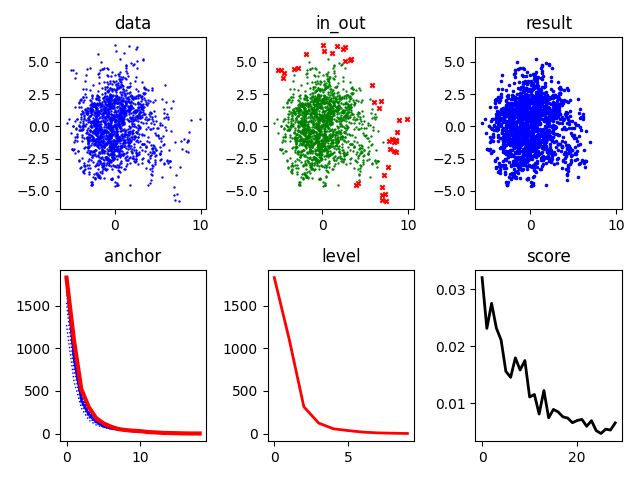 data in_out result
5.0 5.0 5.0
2.5 2.5 2.5
0.0 0.0 0.0
−2.5 −2.5 −2.5
−5.0 −5.0 −5.0
0 10 0 10 0 10
anchor level score
1500 1500 0.03
1000 1000 0.02
500 500 0.01
0 0
0 10 0 5 0 20